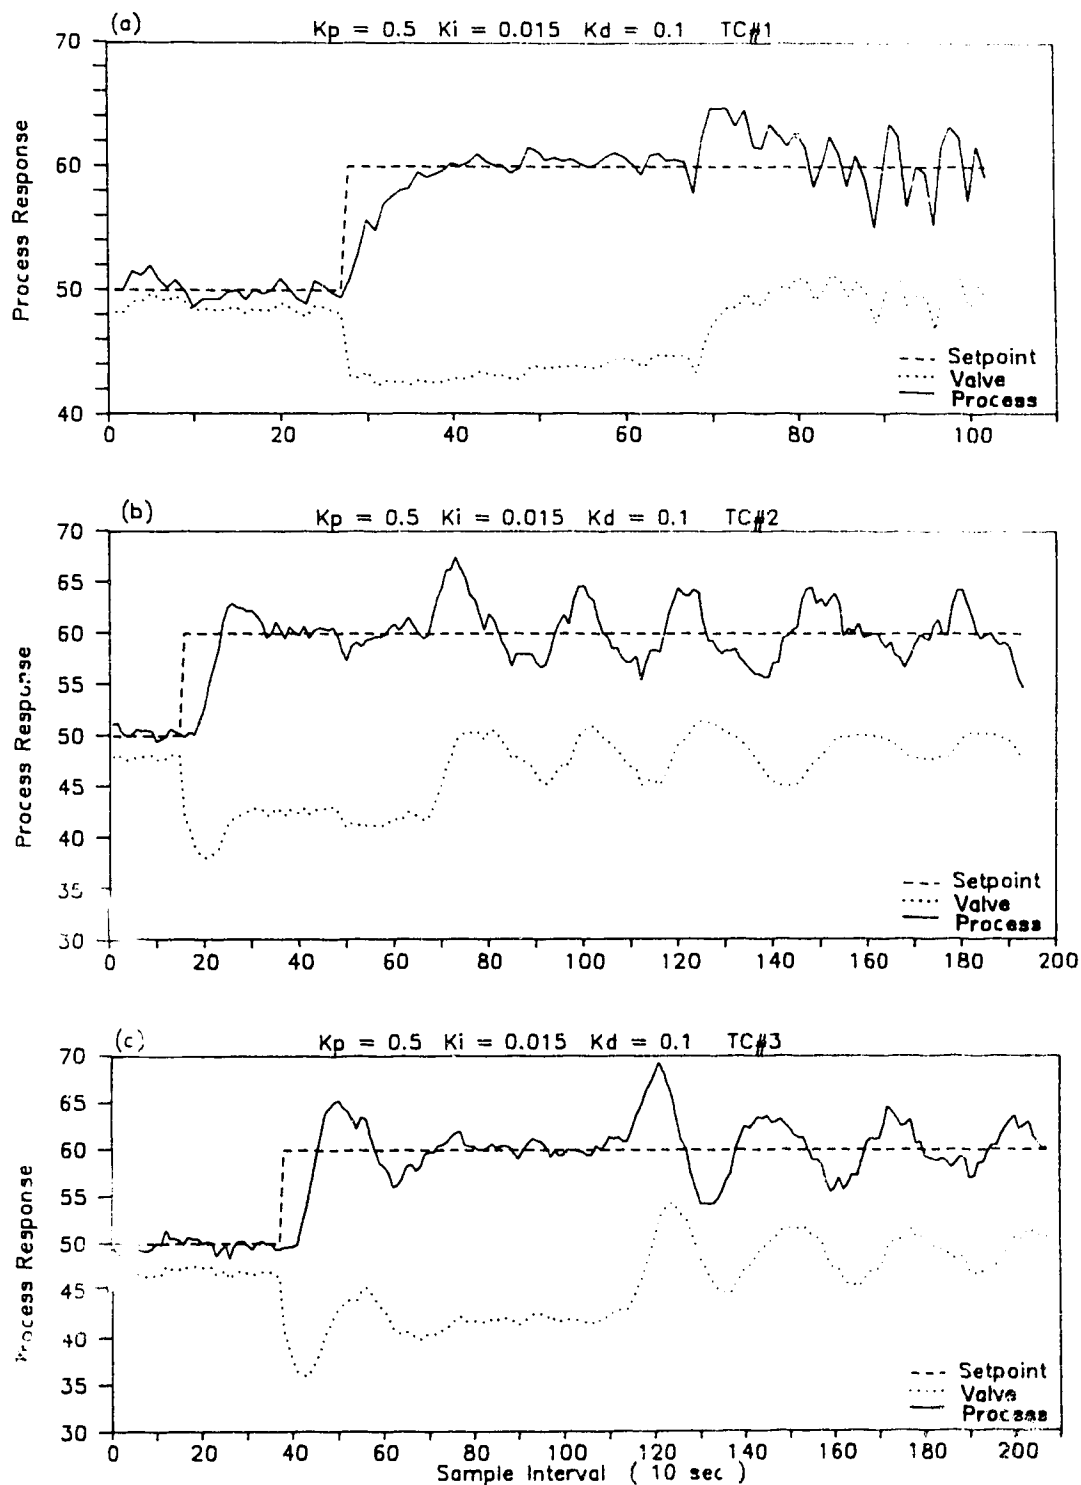 (a)
Kp = 0.5 Ki = 0.015 Kd = 0.1 TC#1
70
60
50
40
Process Response
Setpoint
Valve
Process
0 20 40 60 80 100
(b)
Kp = 0.5 Ki = 0.015 Kd = 0.1 TC#2
70
65
60
55
50
45
40
35
30
Process Response
Setpoint
Valve
Process
0 20 40 60 80 100 120 140 160 180 200
(c)
Kp = 0.5 Ki = 0.015 Kd = 0.1 TC#3
70
65
60
55
50
45
40
35
30
Process Response
Setpoint
Valve
Process
0 20 40 60 80 100 120 140 160 180 200
Sample Interval ( 10 sec )